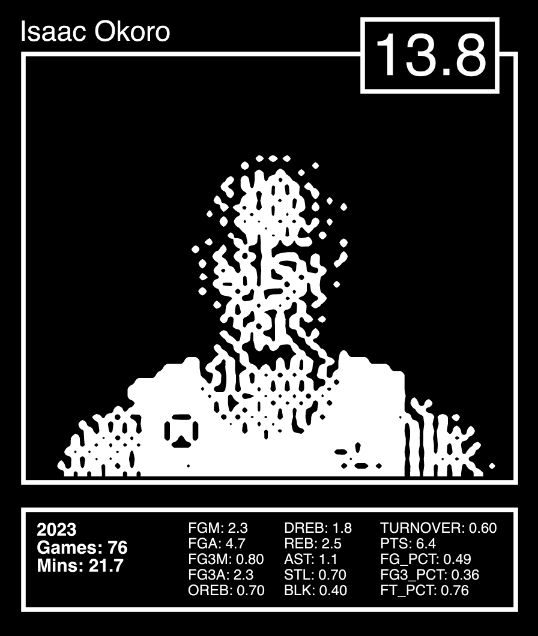 Isaac Okoro
13.8
2023
Games: 76
Mins: 21.7
FGM: 2.3
FGA: 4.7
FG3M: 0.80
FG3A: 2.3
OREB: 0.70
DREB: 1.8
REB: 2.5
AST: 1.1
STL: 0.70
BLK: 0.40
TURNOVER: 0.60
PTS: 6.4
FG_PCT: 0.49
FG3_PCT: 0.36
FT_PCT: 0.76